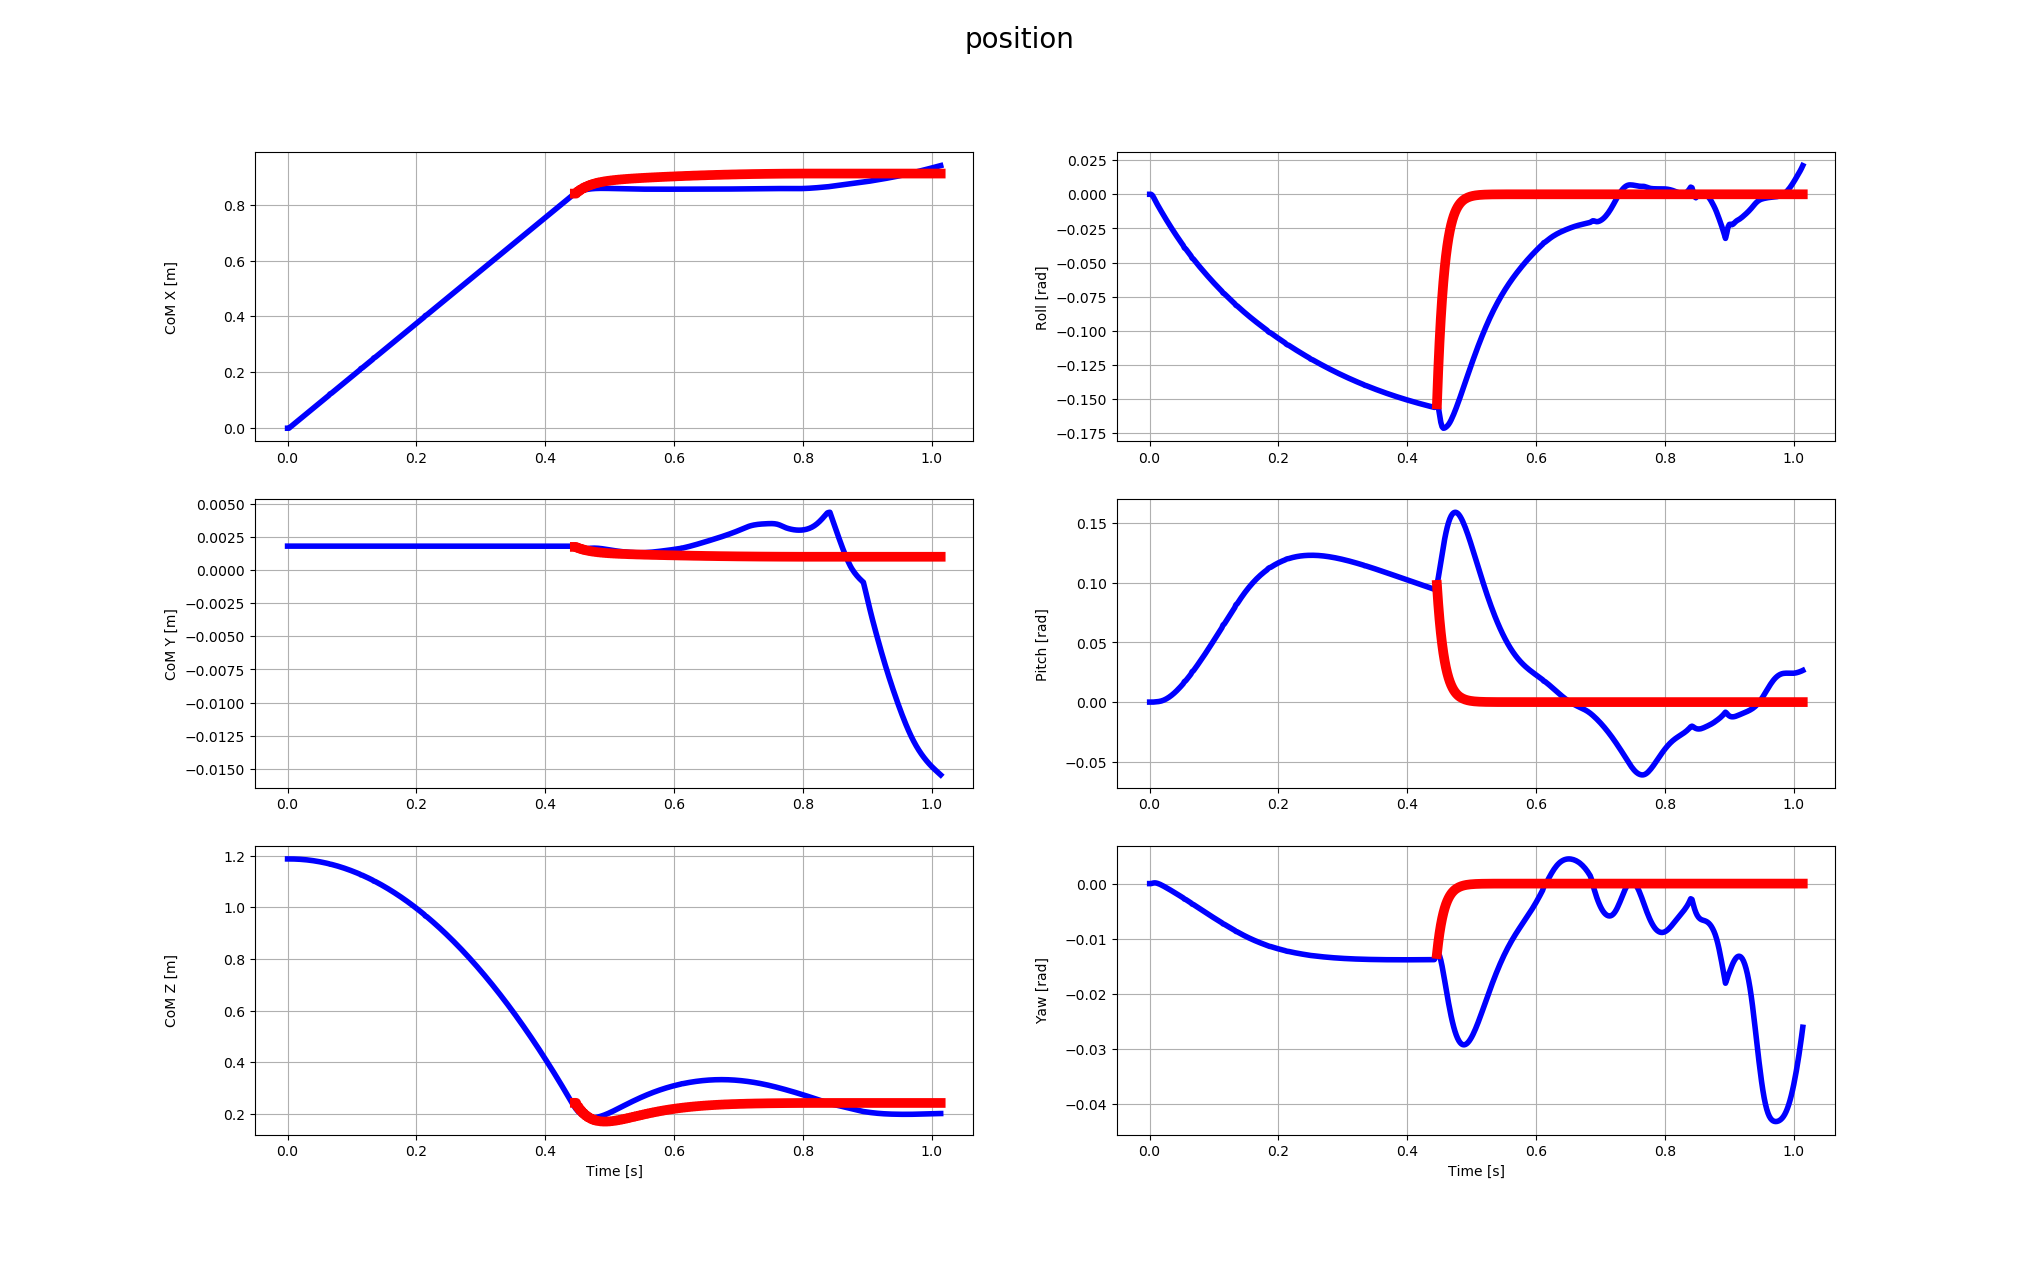 position
CoM X [m]
0.8
0.6
0.4
0.2
0.0
0.0 0.2 0.4 0.6 0.8 1.0
Roll [rad]
0.025
0.000
−0.025
−0.050
−0.075
−0.100
−0.125
−0.150
−0.175
0.0 0.2 0.4 0.6 0.8 1.0
CoM Y [m]
0.0050
0.0025
0.0000
−0.0025
−0.0050
−0.0075
−0.0100
−0.0125
−0.0150
0.0 0.2 0.4 0.6 0.8 1.0
Pitch [rad]
0.15
0.10
0.05
0.00
−0.05
0.0 0.2 0.4 0.6 0.8 1.0
CoM Z [m]
1.2
1.0
0.8
0.6
0.4
0.2
0.0 0.2 0.4 0.6 0.8 1.0
Time [s]
Yaw [rad]
0.00
−0.01
−0.02
−0.03
−0.04
0.0 0.2 0.4 0.6 0.8 1.0
Time [s]